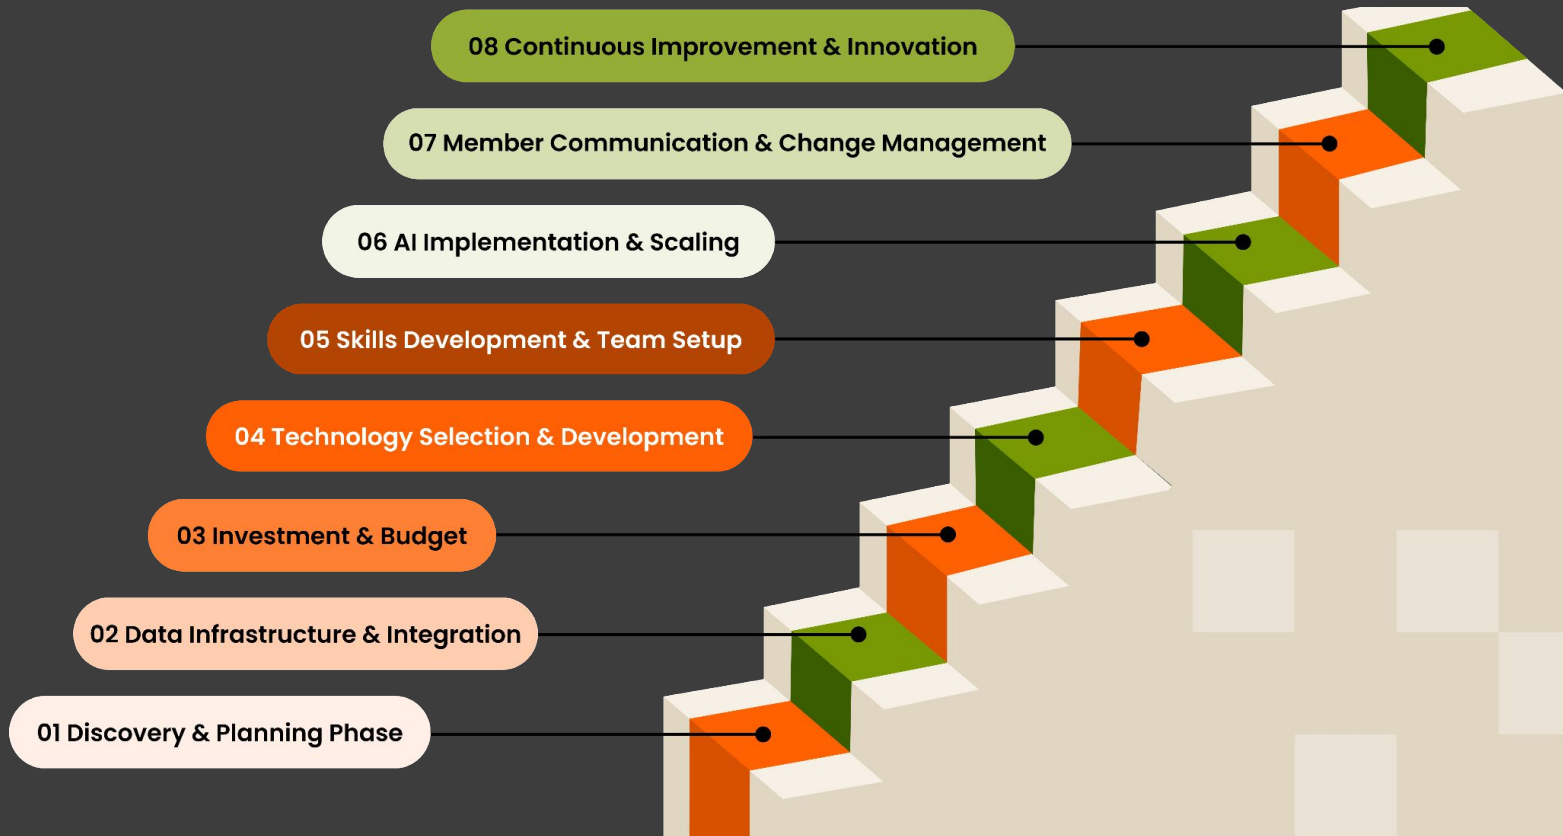 08 Continuous Improvement & Innovation
07 Member Communication & Change Management
06 AI Implementation & Scaling
05 Skills Development & Team Setup
04 Technology Selection & Development
03 Investment & Budget
02 Data Infrastructure & Integration
01 Discovery & Planning Phase